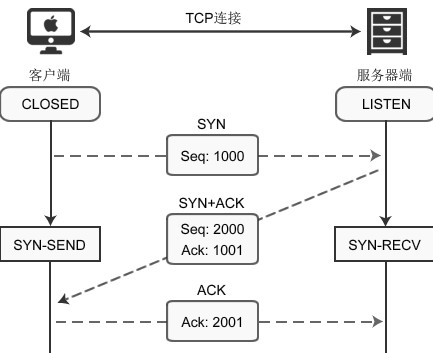 TCP连接
客户端
服务器端
CLOSED
LISTEN
SYN
Seq: 1000
SYN+ACK
Seq: 2000
Ack: 1001
SYN-SEND
SYN-RECV
ACK
Ack: 2001